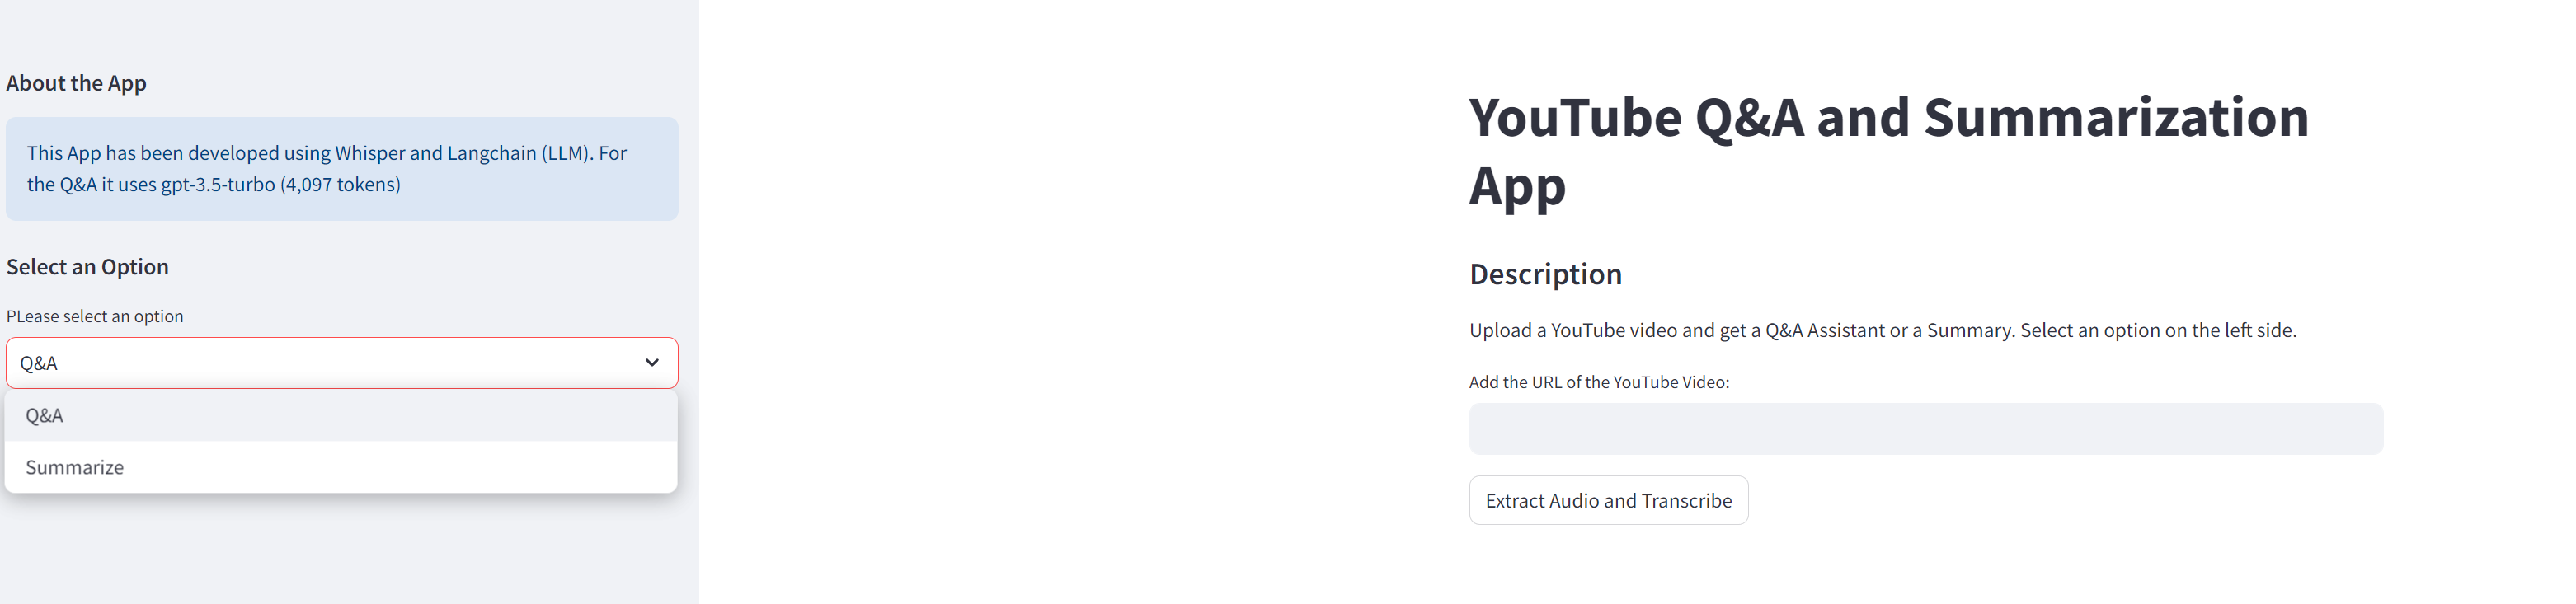 About the App
This App has been developed using Whisper and Langchain (LLM). For
the Q&A it uses gpt-3.5-turbo (4,097 tokens)
Select an Option
PLease select an option
Q&A
Q&A
Summarize
YouTube Q&A and Summarization
App
Description
Upload a YouTube video and get a Q&A Assistant or a Summary. Select an option on the left side.
Add the URL of the YouTube Video:
Extract Audio and Transcribe